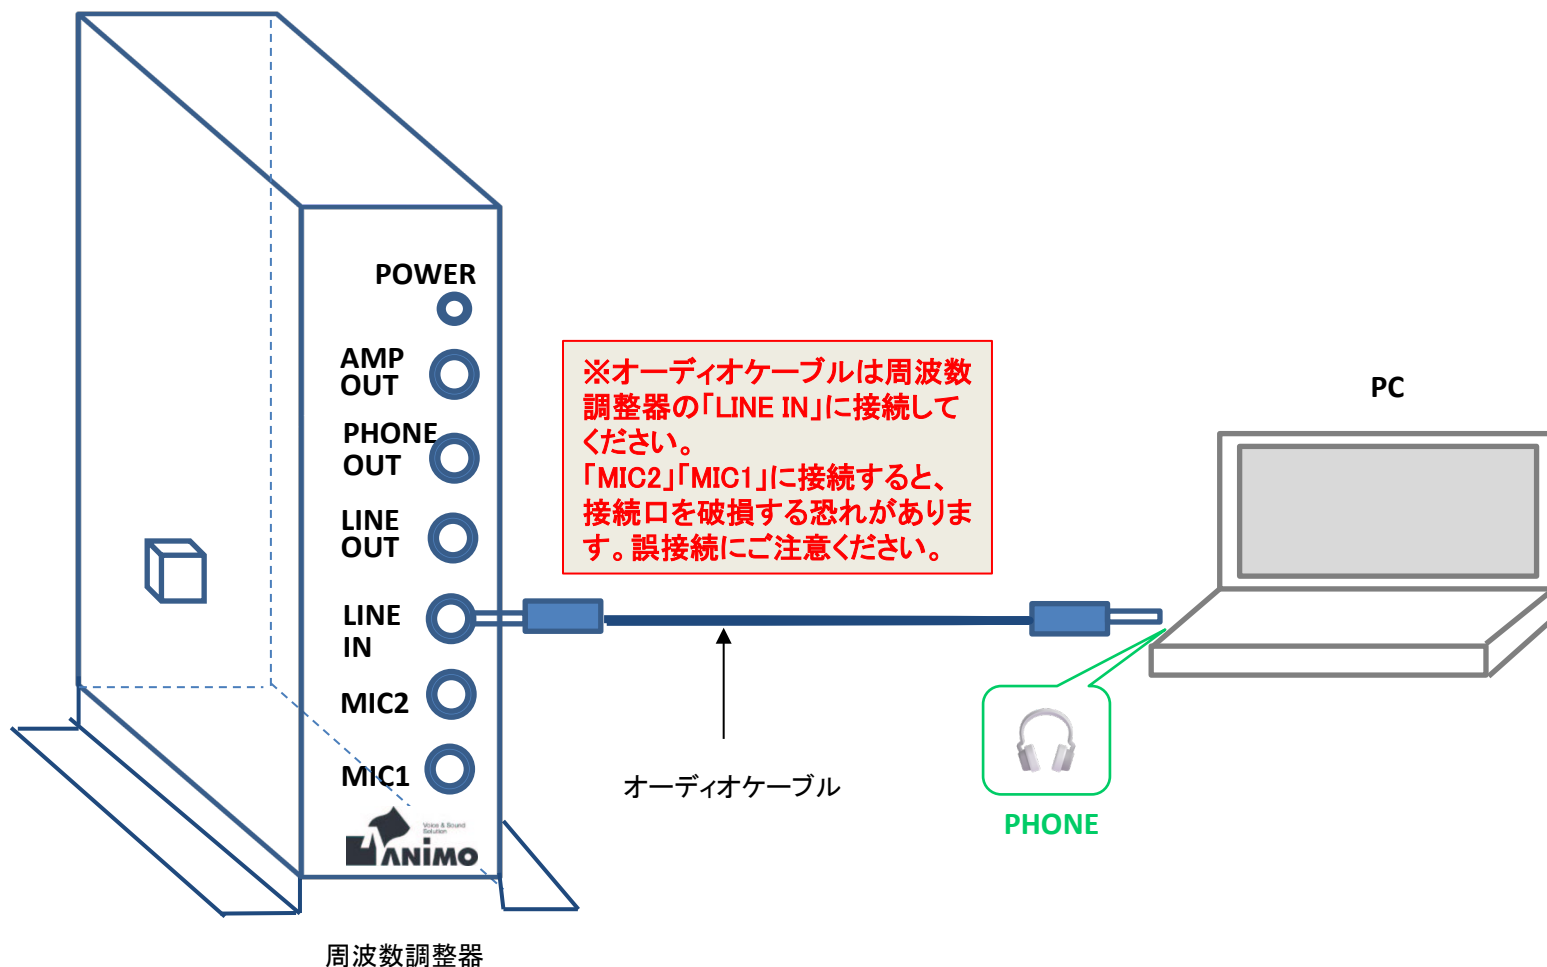 POWER
AMP
OUT
PHONE
OUT
LINE
OUT
LINE
IN
MIC2
MIC1
Voice & Sound
Solution
ANiMO
周波数調整器
※オーディオケーブルは周波数
調整器の「LINE IN」に接続して
ください。
「MIC2」「MIC1」に接続すると、
接続口を破損する恐れがありま
す。誤接続にご注意ください。
オーディオケーブル
PC
PHONE